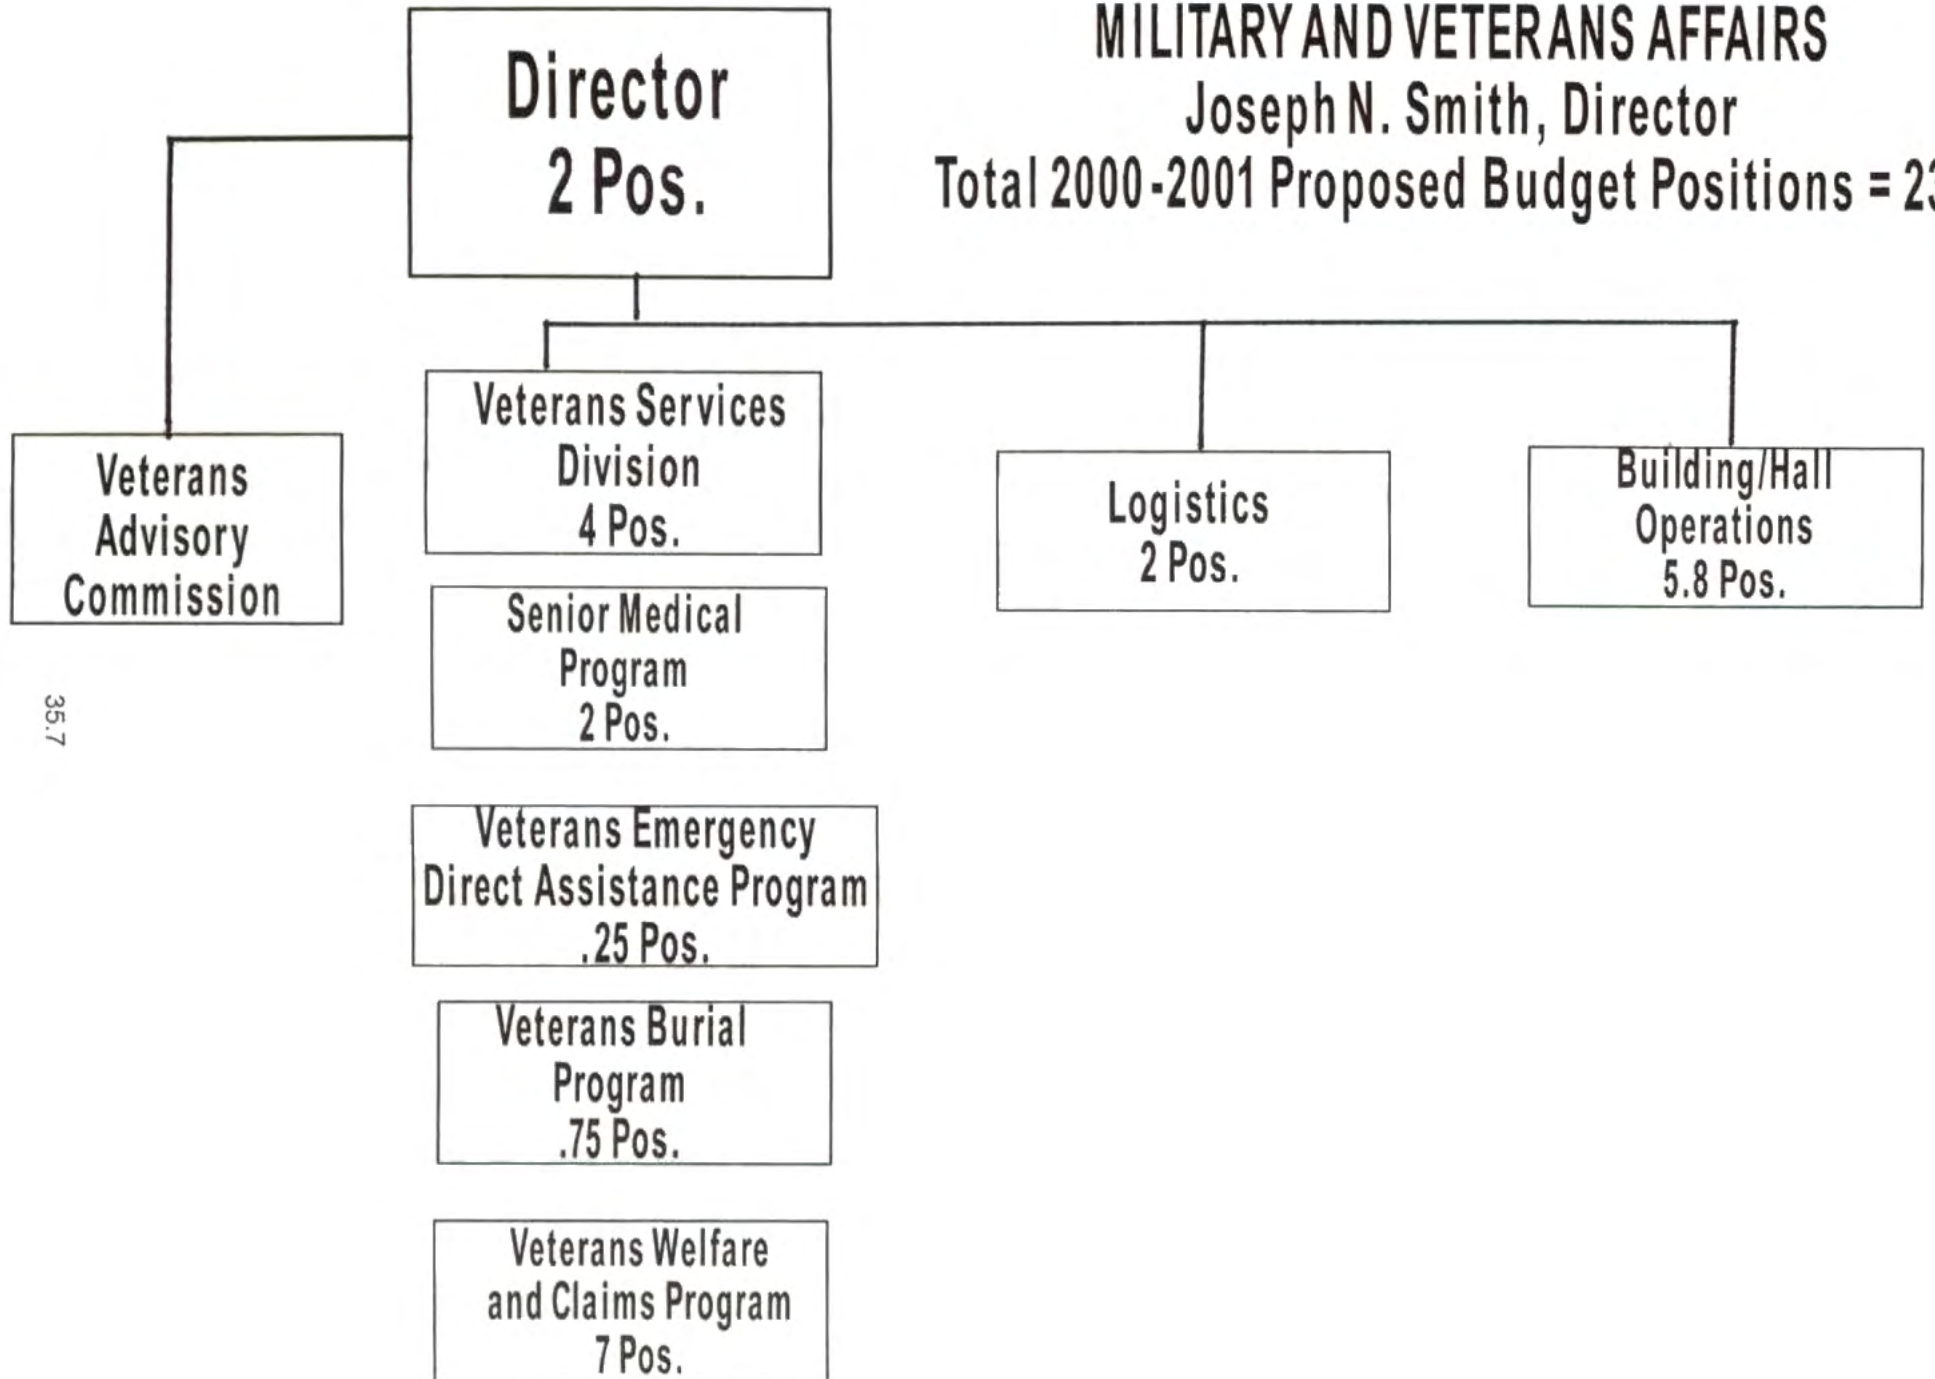 MILITARY AND VETERANS AFFAIRS
Joseph N. Smith, Director
Total 2000-2001 Proposed Budget Positions =
Director
2 Pos.
Veterans
Advisory
Commission
Veterans Services
Division
4 Pos.
Logistics
2 Pos.
Building/Hall
Operations
5.8 Pos.
Senior Medical
Program
2 Pos.
Veterans Emergency
Direct Assistance Program
.25 Pos.
Veterans Burial
Program
.75 Pos.
Veterans Welfare
and Claims Program
7 Pos.
35.7